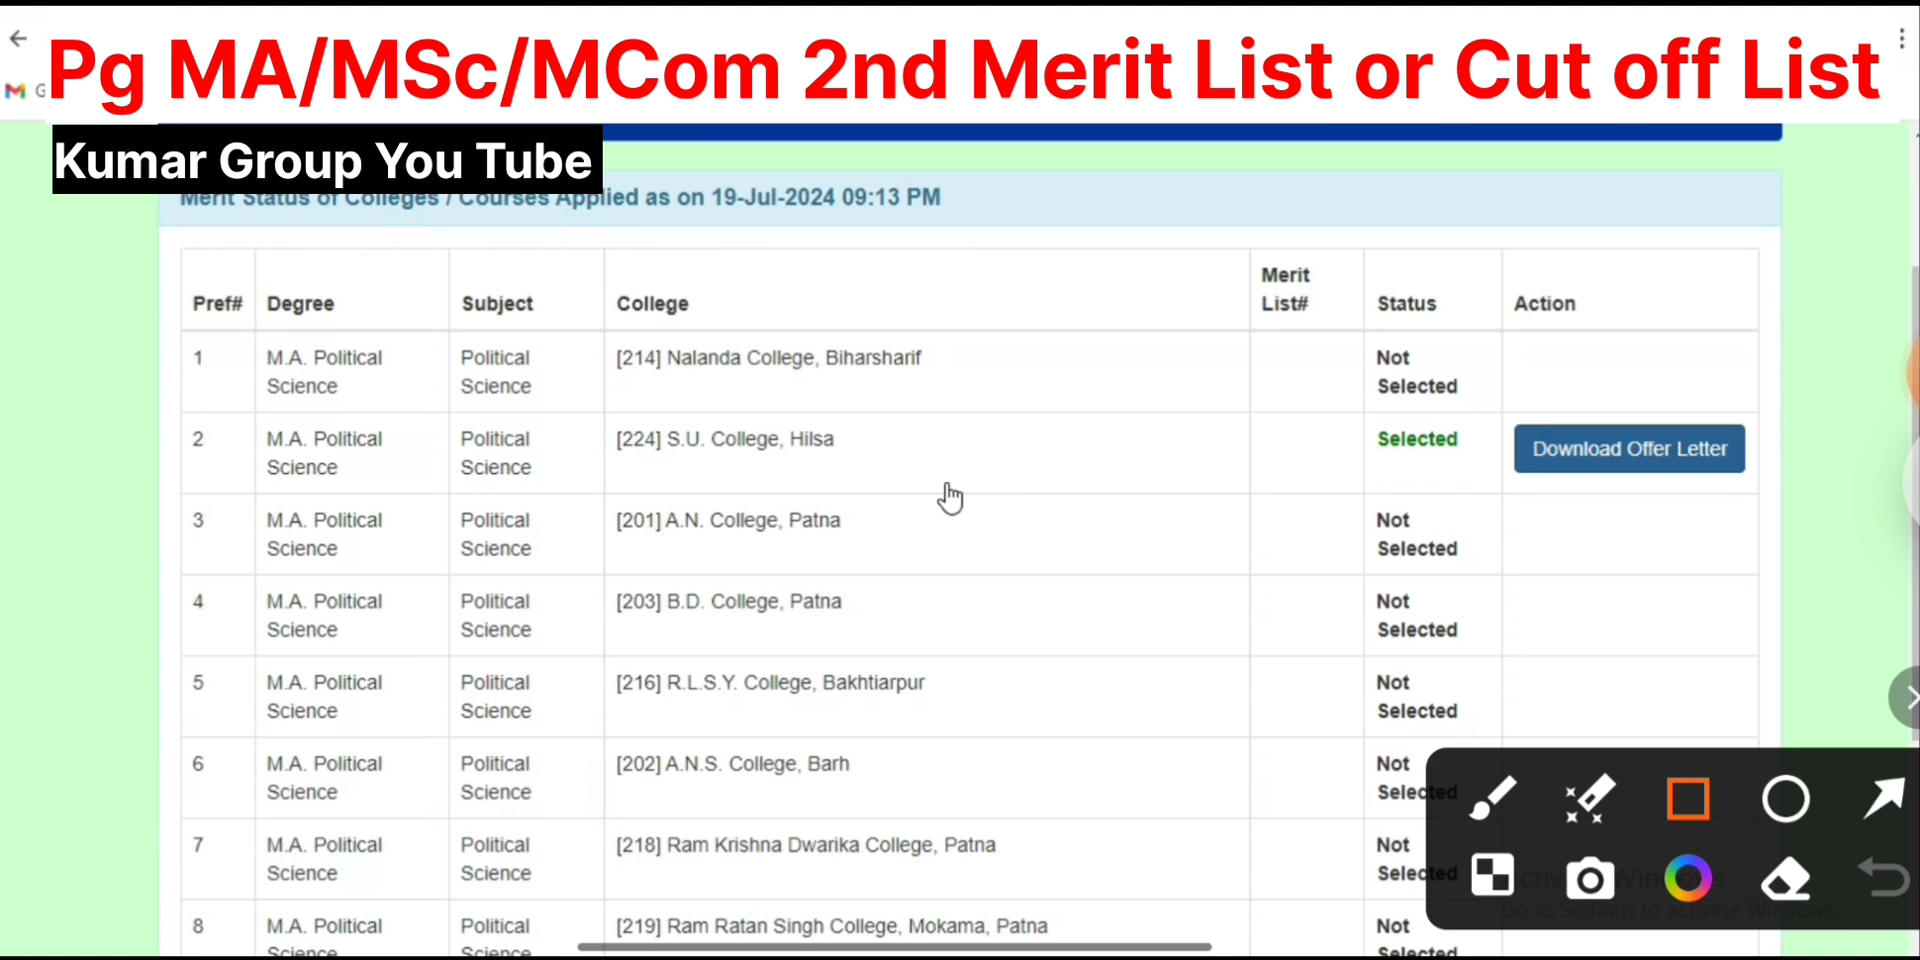 Pg MA/MSc/MCom 2nd Merit List or Cut off List
G
Kumar Group You Tube
Merit Status of Colleges / Courses Applied as on 19-Jul-2024 09:13 PM
Pref# Degree Subject College Merit List# Status Action
1 M.A. Political Science Political Science [214] Nalanda College, Biharsharif Not Selected
2 M.A. Political Science Political Science [224] S.U. College, Hilsa Selected Download Offer Letter
3 M.A. Political Science Political Science [201] A.N. College, Patna Not Selected
4 M.A. Political Science Political Science [203] B.D. College, Patna Not Selected
5 M.A. Political Science Political Science [216] R.L.S.Y. College, Bakhtiarpur Not Selected
6 M.A. Political Science Political Science [202] A.N.S. College, Barh Not Selected
7 M.A. Political Science Political Science [218] Ram Krishna Dwarika College, Patna Not Selected
8 M.A. Political Science Political Science [219] Ram Ratan Singh College, Mokama, Patna Not Selected
Go to Settings to activate Windows.